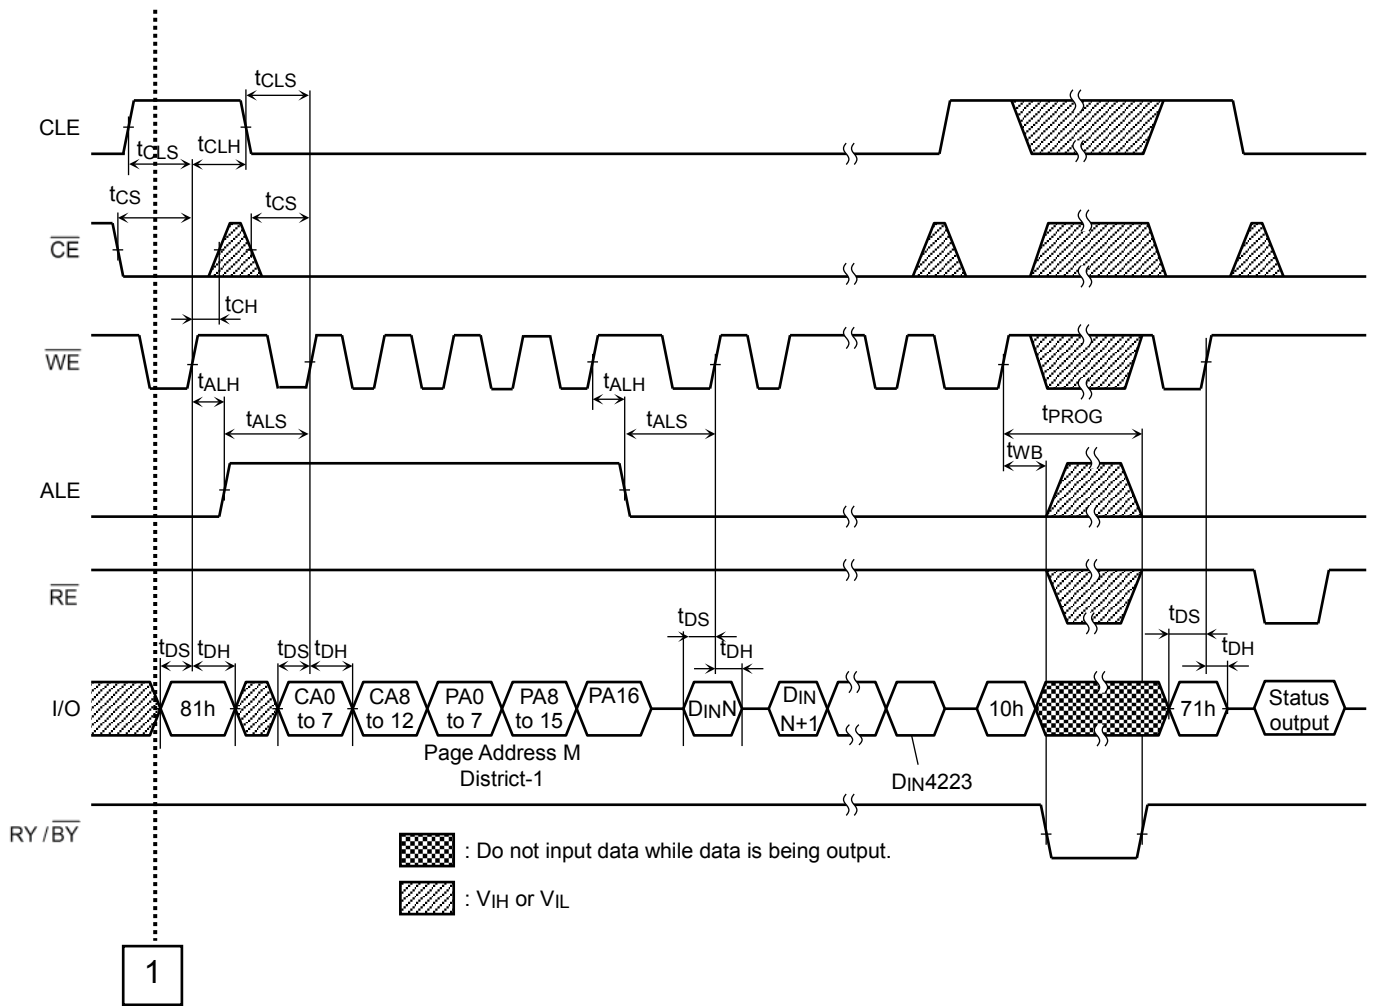 tCLS
CLE
tCLS
tCLH
tCS
tCS
CE
tCH
WE
tALH
tALH
tALS
tALS
tPROG
tWB
ALE
RE
tDS
tDH
tDS
tDH
tDS
tDH
tDS
tDH
I/O
81h
CA0 to 7
CA8 to 12
PA0 to 7
PA8 to 15
PA16
DINN
DIN N+1
10h
71h
Status output
Page Address M
District-1
DIN4223
RY / BY
: Do not input data while data is being output.
: VIH or VIL
1